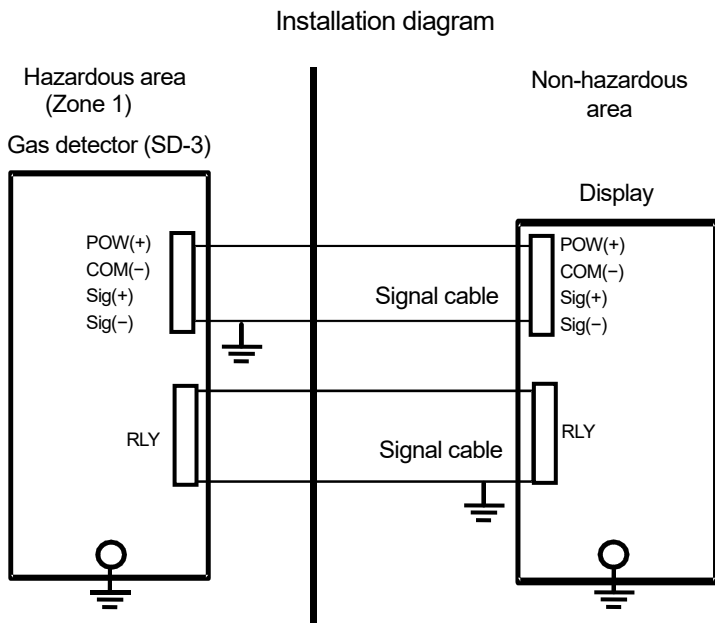 Installation diagram
Hazardous area
(Zone 1)
Gas detector (SD-3)
Non-hazardous
area
Display
POW(+)
COM(−)
Sig(+)
Sig(−)
Signal cable
POW(+)
COM(−)
Sig(+)
Sig(−)
RLY
Signal cable
RLY